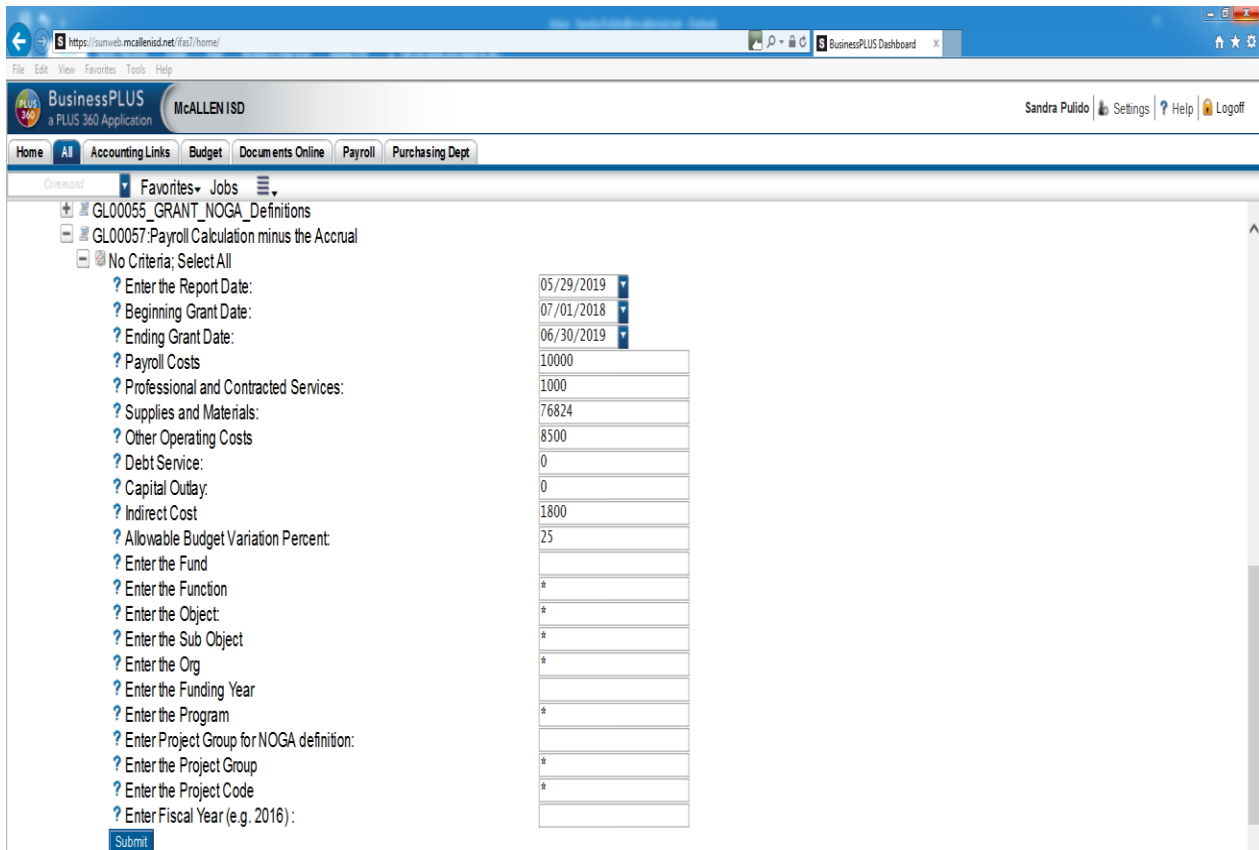 https://sunweb.mcallenisd.net/ifas7/home/
BusinessPLUS Dashboard x
File Edit View Favorites Tools Help
PLUS 360 BusinessPLUS
a PLUS 360 Application
McALLEN ISD
Sandra Pulido Settings ? Help Logoff
Home All Accounting Links Budget Documents Online Payroll Purchasing Dept
Command Favorites Jobs
GL00055_GRANT_NOGA_Definitions
GL00057:Payroll Calculation minus the Accrual
No Criteria; Select All
? Enter the Report Date: 05/29/2019
? Beginning Grant Date: 07/01/2018
? Ending Grant Date: 06/30/2019
? Payroll Costs 10000
? Professional and Contracted Services: 1000
? Supplies and Materials: 76824
? Other Operating Costs 8500
? Debt Service: 0
? Capital Outlay: 0
? Indirect Cost 1800
? Allowable Budget Variation Percent: 25
? Enter the Fund
? Enter the Function *
? Enter the Object: *
? Enter the Sub Object *
? Enter the Org *
? Enter the Funding Year
? Enter the Program *
? Enter Project Group for NOGA definition:
? Enter the Project Group *
? Enter the Project Code *
? Enter Fiscal Year (e.g. 2016) :
Submit